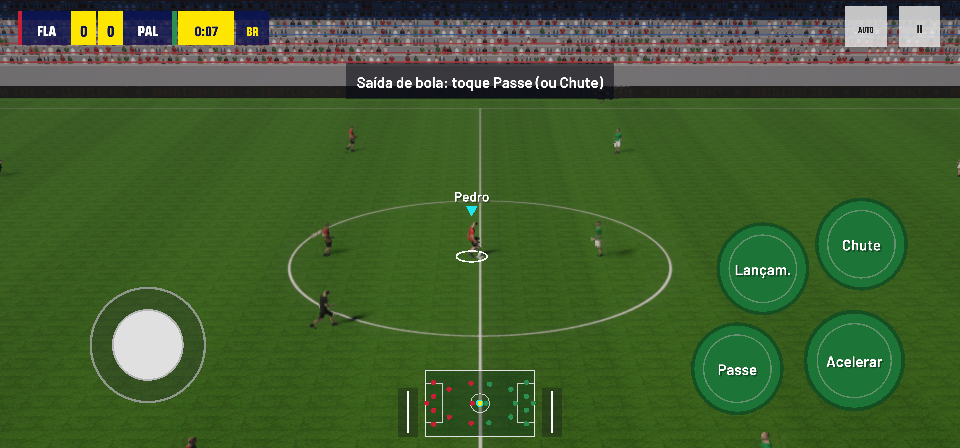 FLA 0 0 PAL 0:07 BR
AUTO
Saída de bola: toque Passe (ou Chute)
Pedro
Chute
Lançam.
Acelerar
Passe